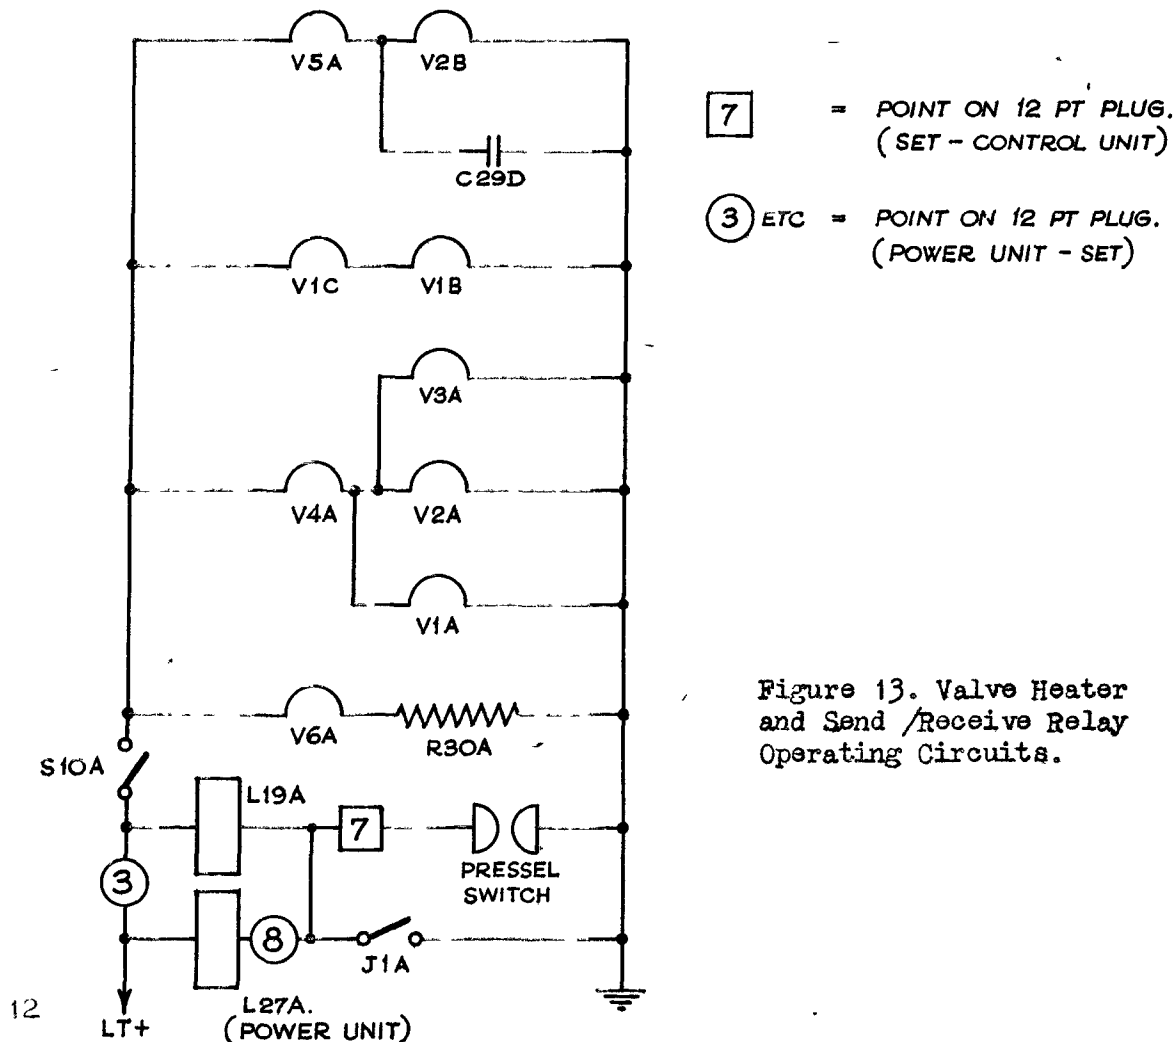 V5A V2B
C29D
7 = POINT ON 12 PT PLUG.
(SET - CONTROL UNIT)
3 ETC = POINT ON 12 PT PLUG.
(POWER UNIT - SET)
V1C V1B
V3A
V4A V2A
V1A
V6A R30A
Figure 13. Valve Heater
and Send /Receive Relay
Operating Circuits.
S10A
L19A
7
PRESSEL
SWITCH
3
8
J1A
L27A.
(POWER UNIT)
LT+
12